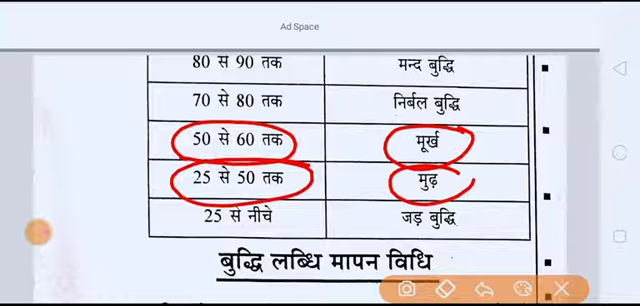 Ad Space
80 से 90 तक मन्द बुद्धि
70 से 80 तक निर्बल बुद्धि
50 से 60 तक मूर्ख
25 से 50 तक मुढ़
25 से नीचे जड़ बुद्धि
बुद्धि लब्धि मापन विधि